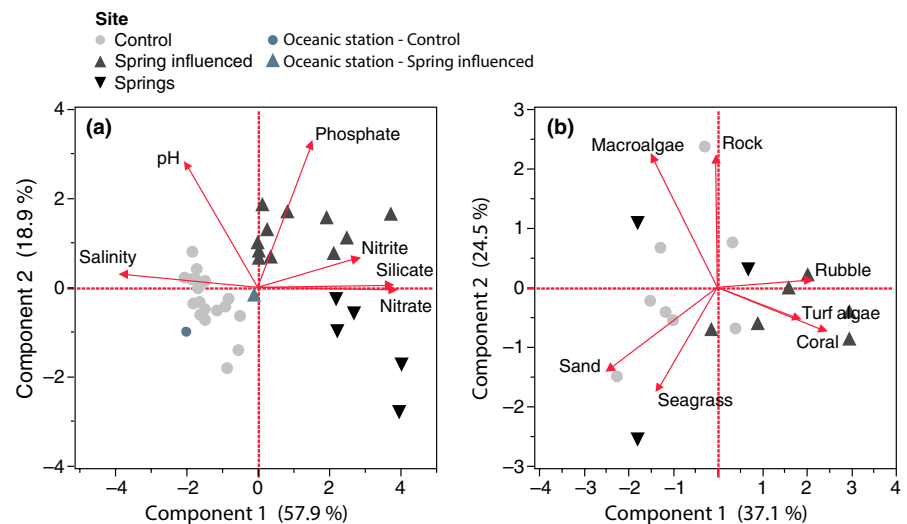 Site
Control
Oceanic station - Control
Spring influenced
Oceanic station - Spring influenced
Springs
(a)
4
2
0
−2
−4
Component 2 (18.9 %)
Phosphate
pH
Salinity
Nitrite
Silicate
Nitrate
−4 −2 0 2 4
Component 1 (57.9 %)
(b)
3
2
1
0
−1
−2
−3
Component 2 (24.5 %)
Macroalgae
Rock
Rubble
Turf algae
Coral
Sand
Seagrass
−4 −3 −2 −1 0 1 2 3 4
Component 1 (37.1 %)